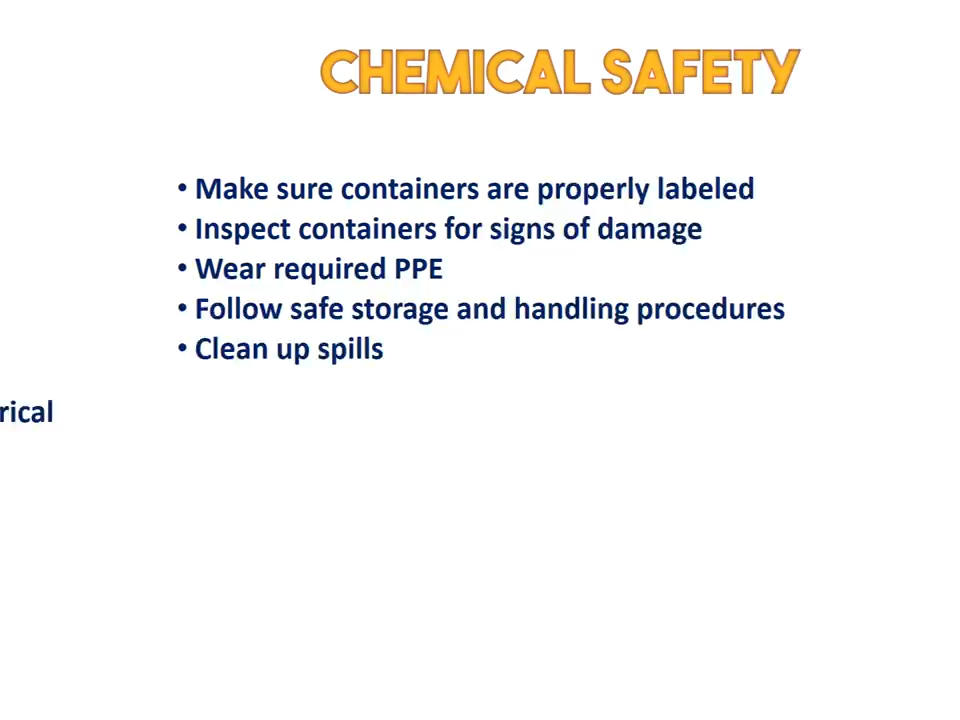 CHEMICAL SAFETY
• Make sure containers are properly labeled
• Inspect containers for signs of damage
• Wear required PPE
• Follow safe storage and handling procedures
• Clean up spills
rical